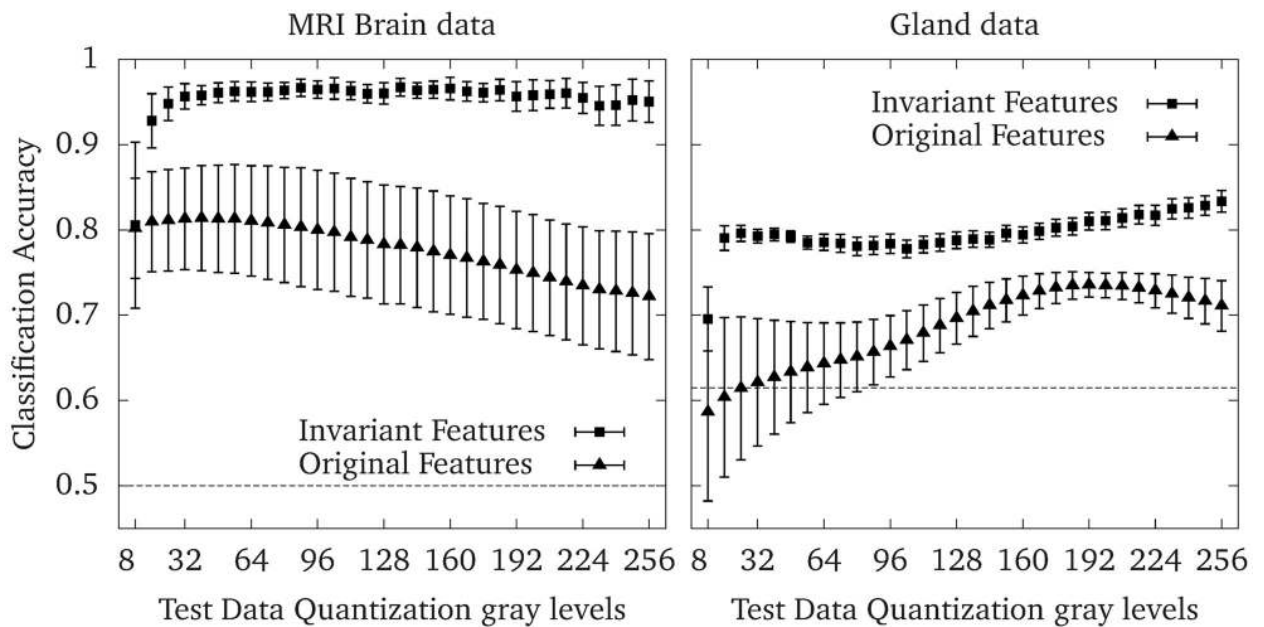 MRI Brain data
Gland data
Classification Accuracy
1
0.9
0.8
0.7
0.6
0.5
Invariant Features
Original Features
Invariant Features
Original Features
8 32 64 96 128 160 192 224 256
8 32 64 96 128 160 192 224 256
Test Data Quantization gray levels
Test Data Quantization gray levels